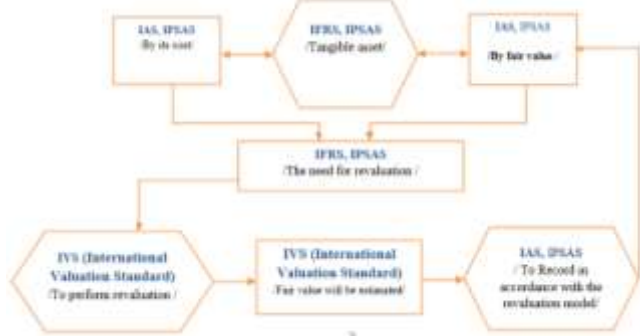 IAS, IPSAS
/By its cost/
IFRS, IPSAS
/Tangible asset/
IAS, IPSAS
/By fair value /
IFRS, IPSAS
/The need for revaluation /
IVS (International
Valuation Standard)
/To perform revaluation /
IVS (International
Valuation Standard)
/Fair value will be estimated/
IAS, IPSAS
/ To Record in
accordance with the
revaluation model/